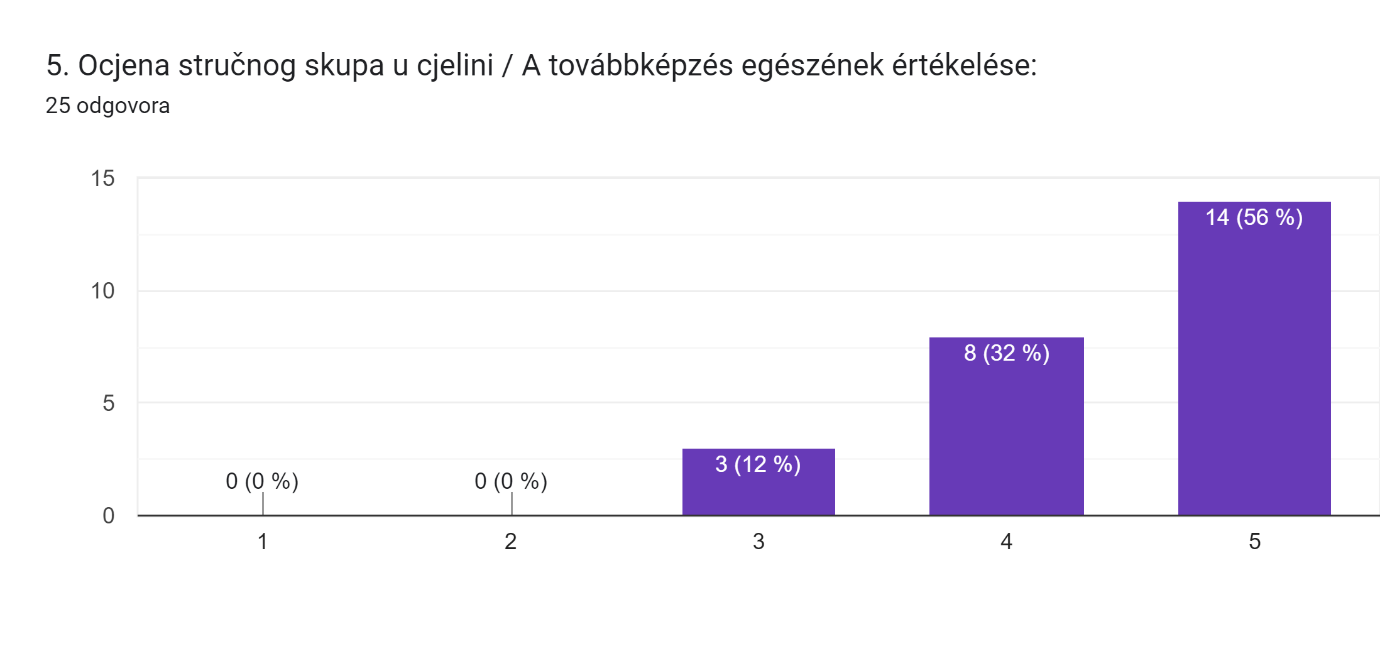 5. Ocjena stručnog skupa u cjelini / A továbbképzés egészének értékelése:
25 odgovora
15
10
5
0
0 (0 %)
0 (0 %)
3 (12 %)
8 (32 %)
14 (56 %)
1
2
3
4
5